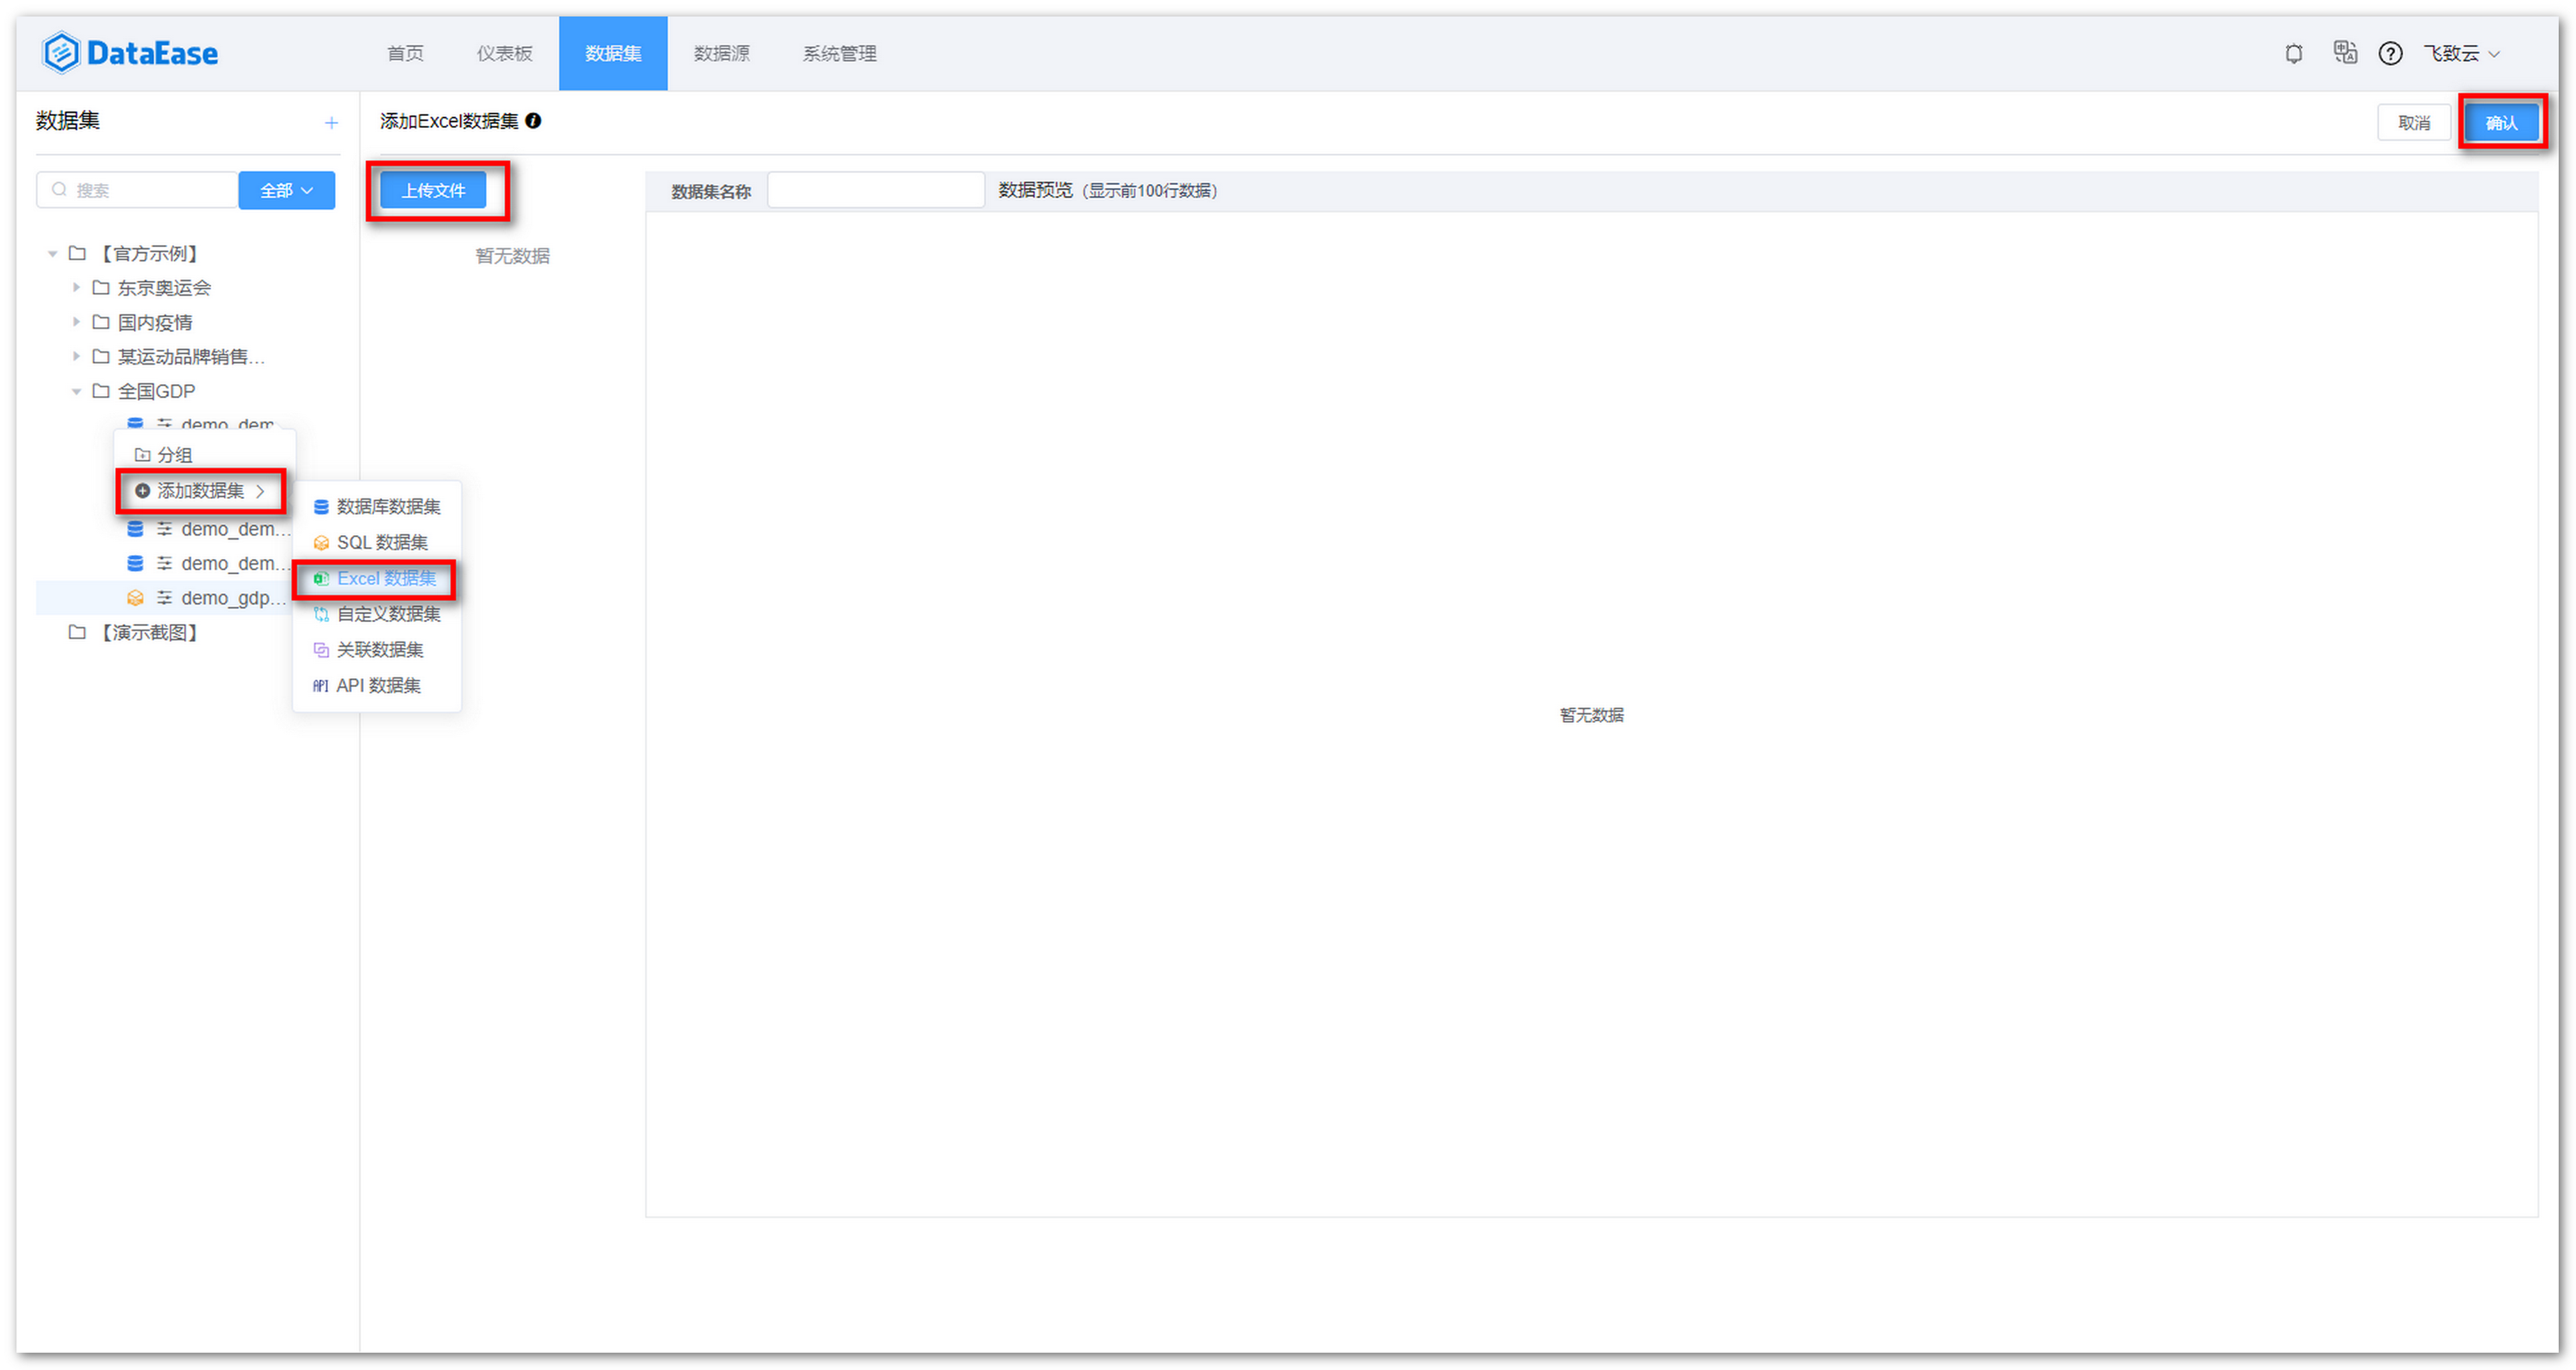 DataEase
首页 仪表板 数据集 数据源 系统管理
飞致云
数据集
添加Excel数据集
取消 确认
搜索 全部
上传文件
数据集名称 数据预览 (显示前100行数据)
暂无数据
【官方示例】
东京奥运会
国内疫情
某运动品牌销售...
全国GDP
demo_dem
分组
添加数据集
demo_dem...
demo_dem...
demo_gdp...
【演示截图】
数据库数据集
SQL 数据集
Excel 数据集
自定义数据集
关联数据集
API API 数据集
暂无数据